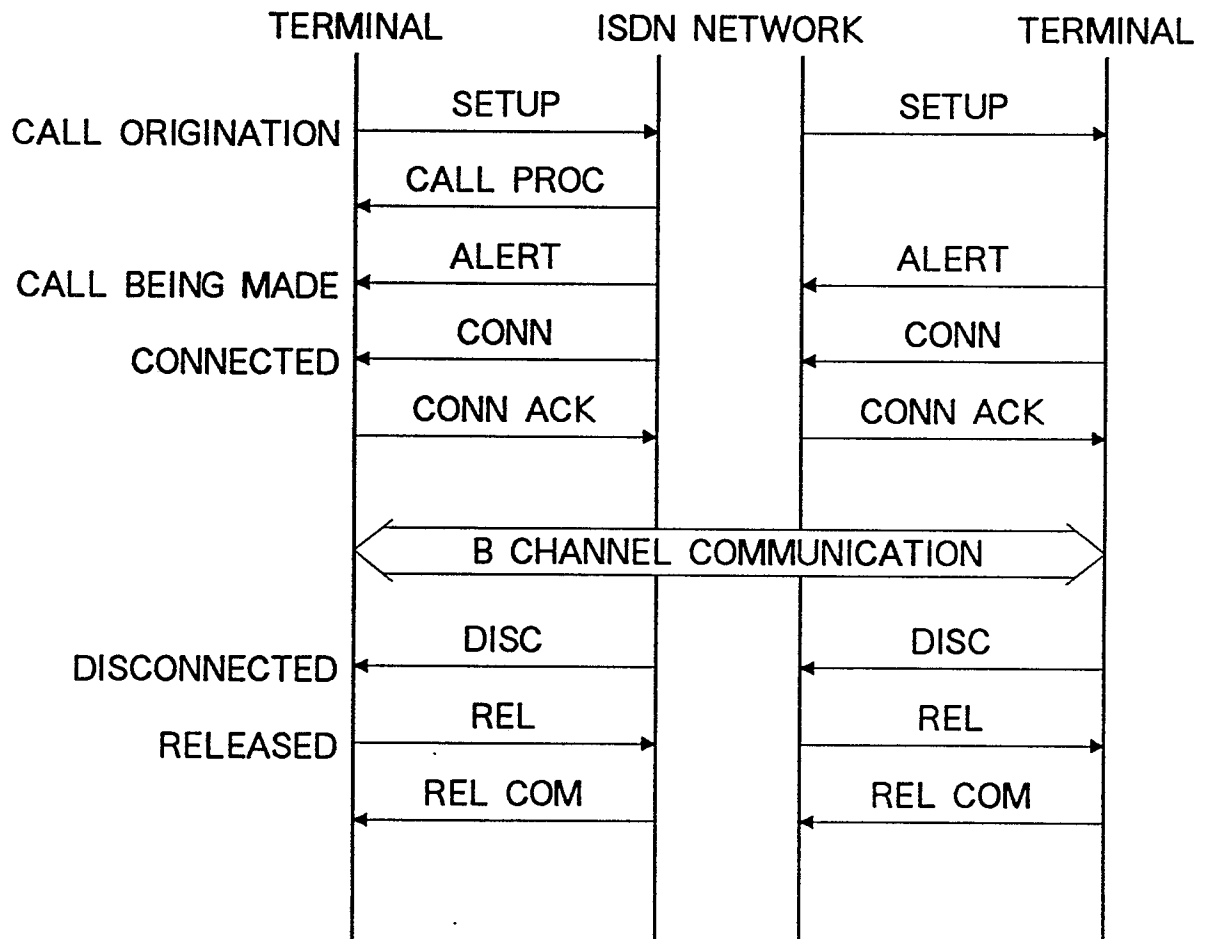 TERMINAL ISDN NETWORK TERMINAL
SETUP SETUP
CALL ORIGINATION
CALL PROC
ALERT ALERT
CALL BEING MADE
CONN CONN
CONNECTED
CONN ACK CONN ACK
B CHANNEL COMMUNICATION
DISC DISC
DISCONNECTED
REL REL
RELEASED
REL COM REL COM